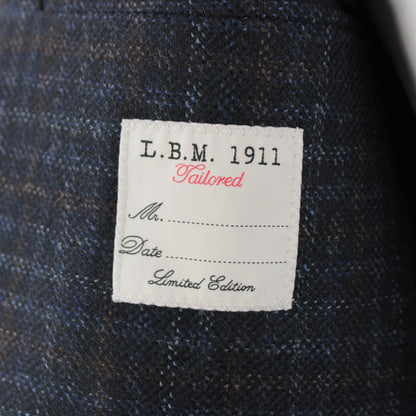 L.B.M. 1911
Tailored
Mr. ........................
Date ........................
Limited Edition